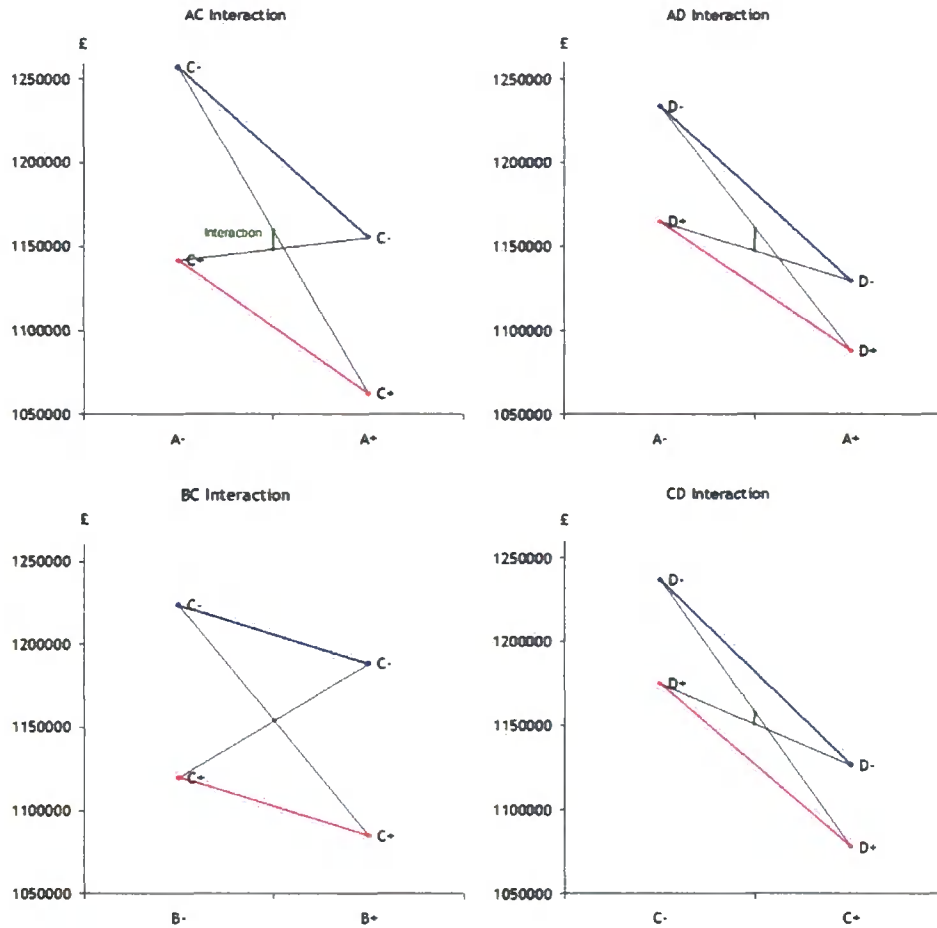 AC Interaction
£
1250000
1200000
1150000
1100000
1050000
C-
C-
Interaction
C+
C+
A-
A+
AD Interaction
£
1250000
1200000
1150000
1100000
1050000
D-
D+
D-
D+
A-
A+
BC Interaction
£
1250000
1200000
1150000
1100000
1050000
C-
C-
C+
C+
B-
B+
CD Interaction
£
1250000
1200000
1150000
1100000
1050000
D-
D+
D-
D+
C-
C+